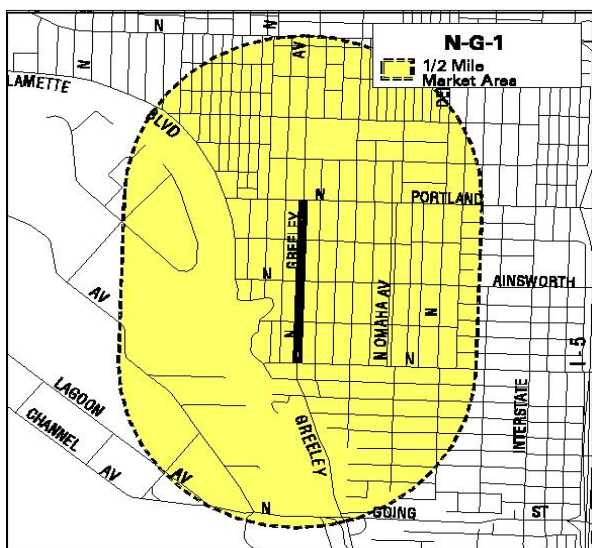 N
N
N-G-1
1/2 Mile
Market Area
AV
N
LAMETTE
BLVD
DE
N
PORTLAND
GREELEY
N
AINSWORTH
AV
N OMAHA AV
N
N
N
I-5
LAGOON
AV
CHANNEL
AV
GREELEY
INTERSTATE
N
GOING
ST